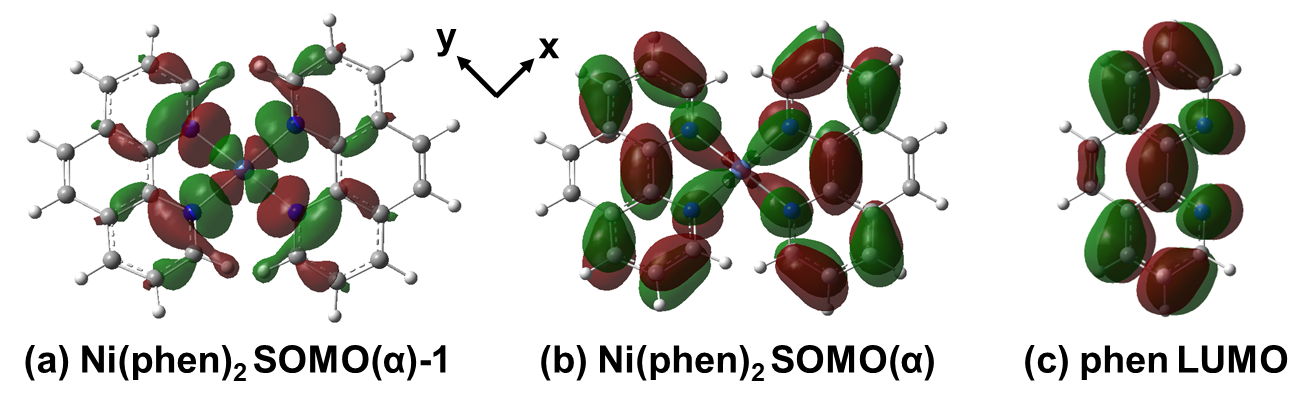 y
x
(a) Ni(phen)₂ SOMO(α)-1
(b) Ni(phen)₂ SOMO(α)
(c) phen LUMO